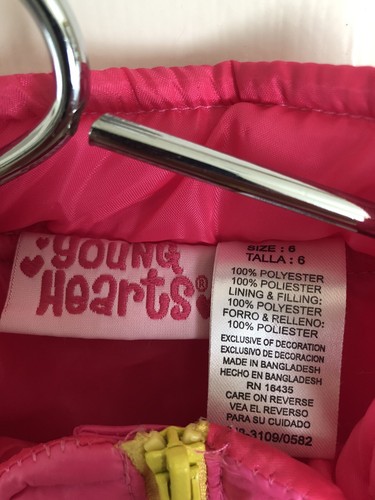 Young
Hearts®
SIZE : 6
TALLA : 6
100% POLYESTER
100% POLIESTER
LINING & FILLING:
100% POLYESTER
FORRO & RELLENO:
100% POLIESTER
EXCLUSIVE OF DECORATION
EXCLUSIVO DE DECORACION
MADE IN BANGLADESH
HECHO EN BANGLADESH
RN 16435
CARE ON REVERSE
VEA EL REVERSO
PARA SU CUIDADO
-3109/0582